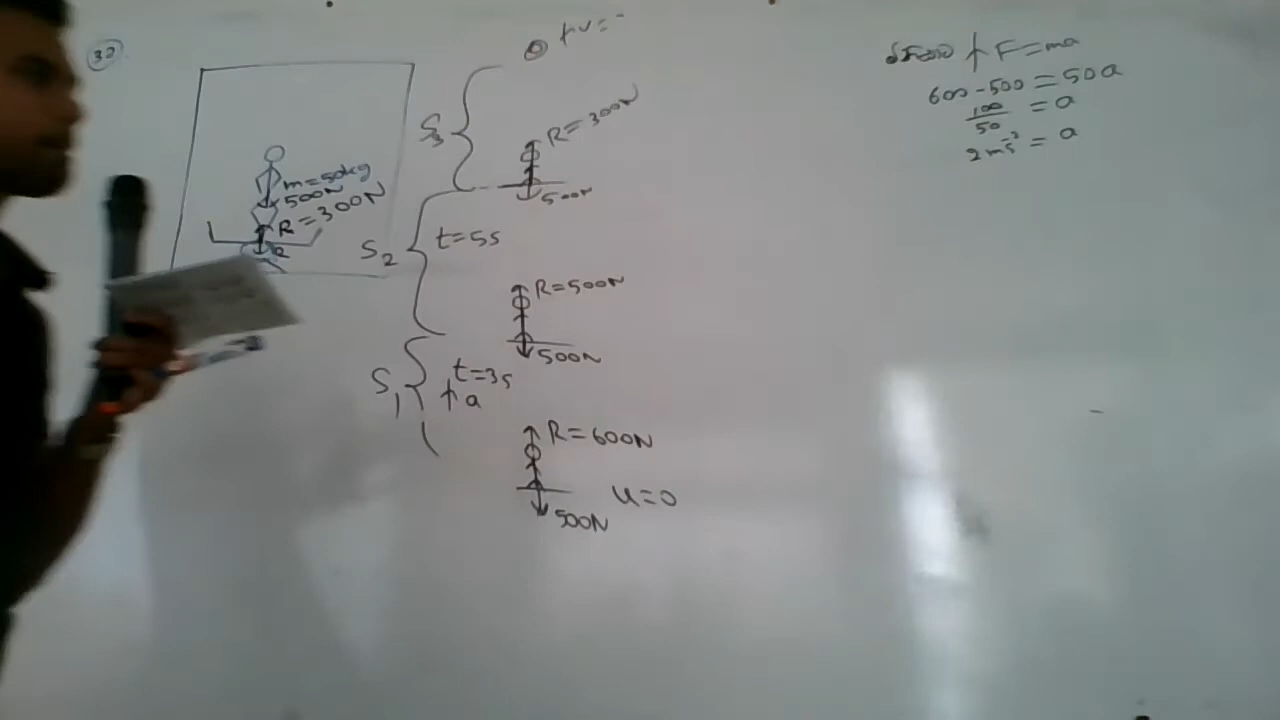 32
m=50kg
500N
R=300N
R
S3
R=300N
500N
S2
t=5s
R=500N
500N
S1
t=3s
↑a
R=600N
500N
u=0
↑F=ma
600-500=50a
100/50 = a
2ms⁻² = a